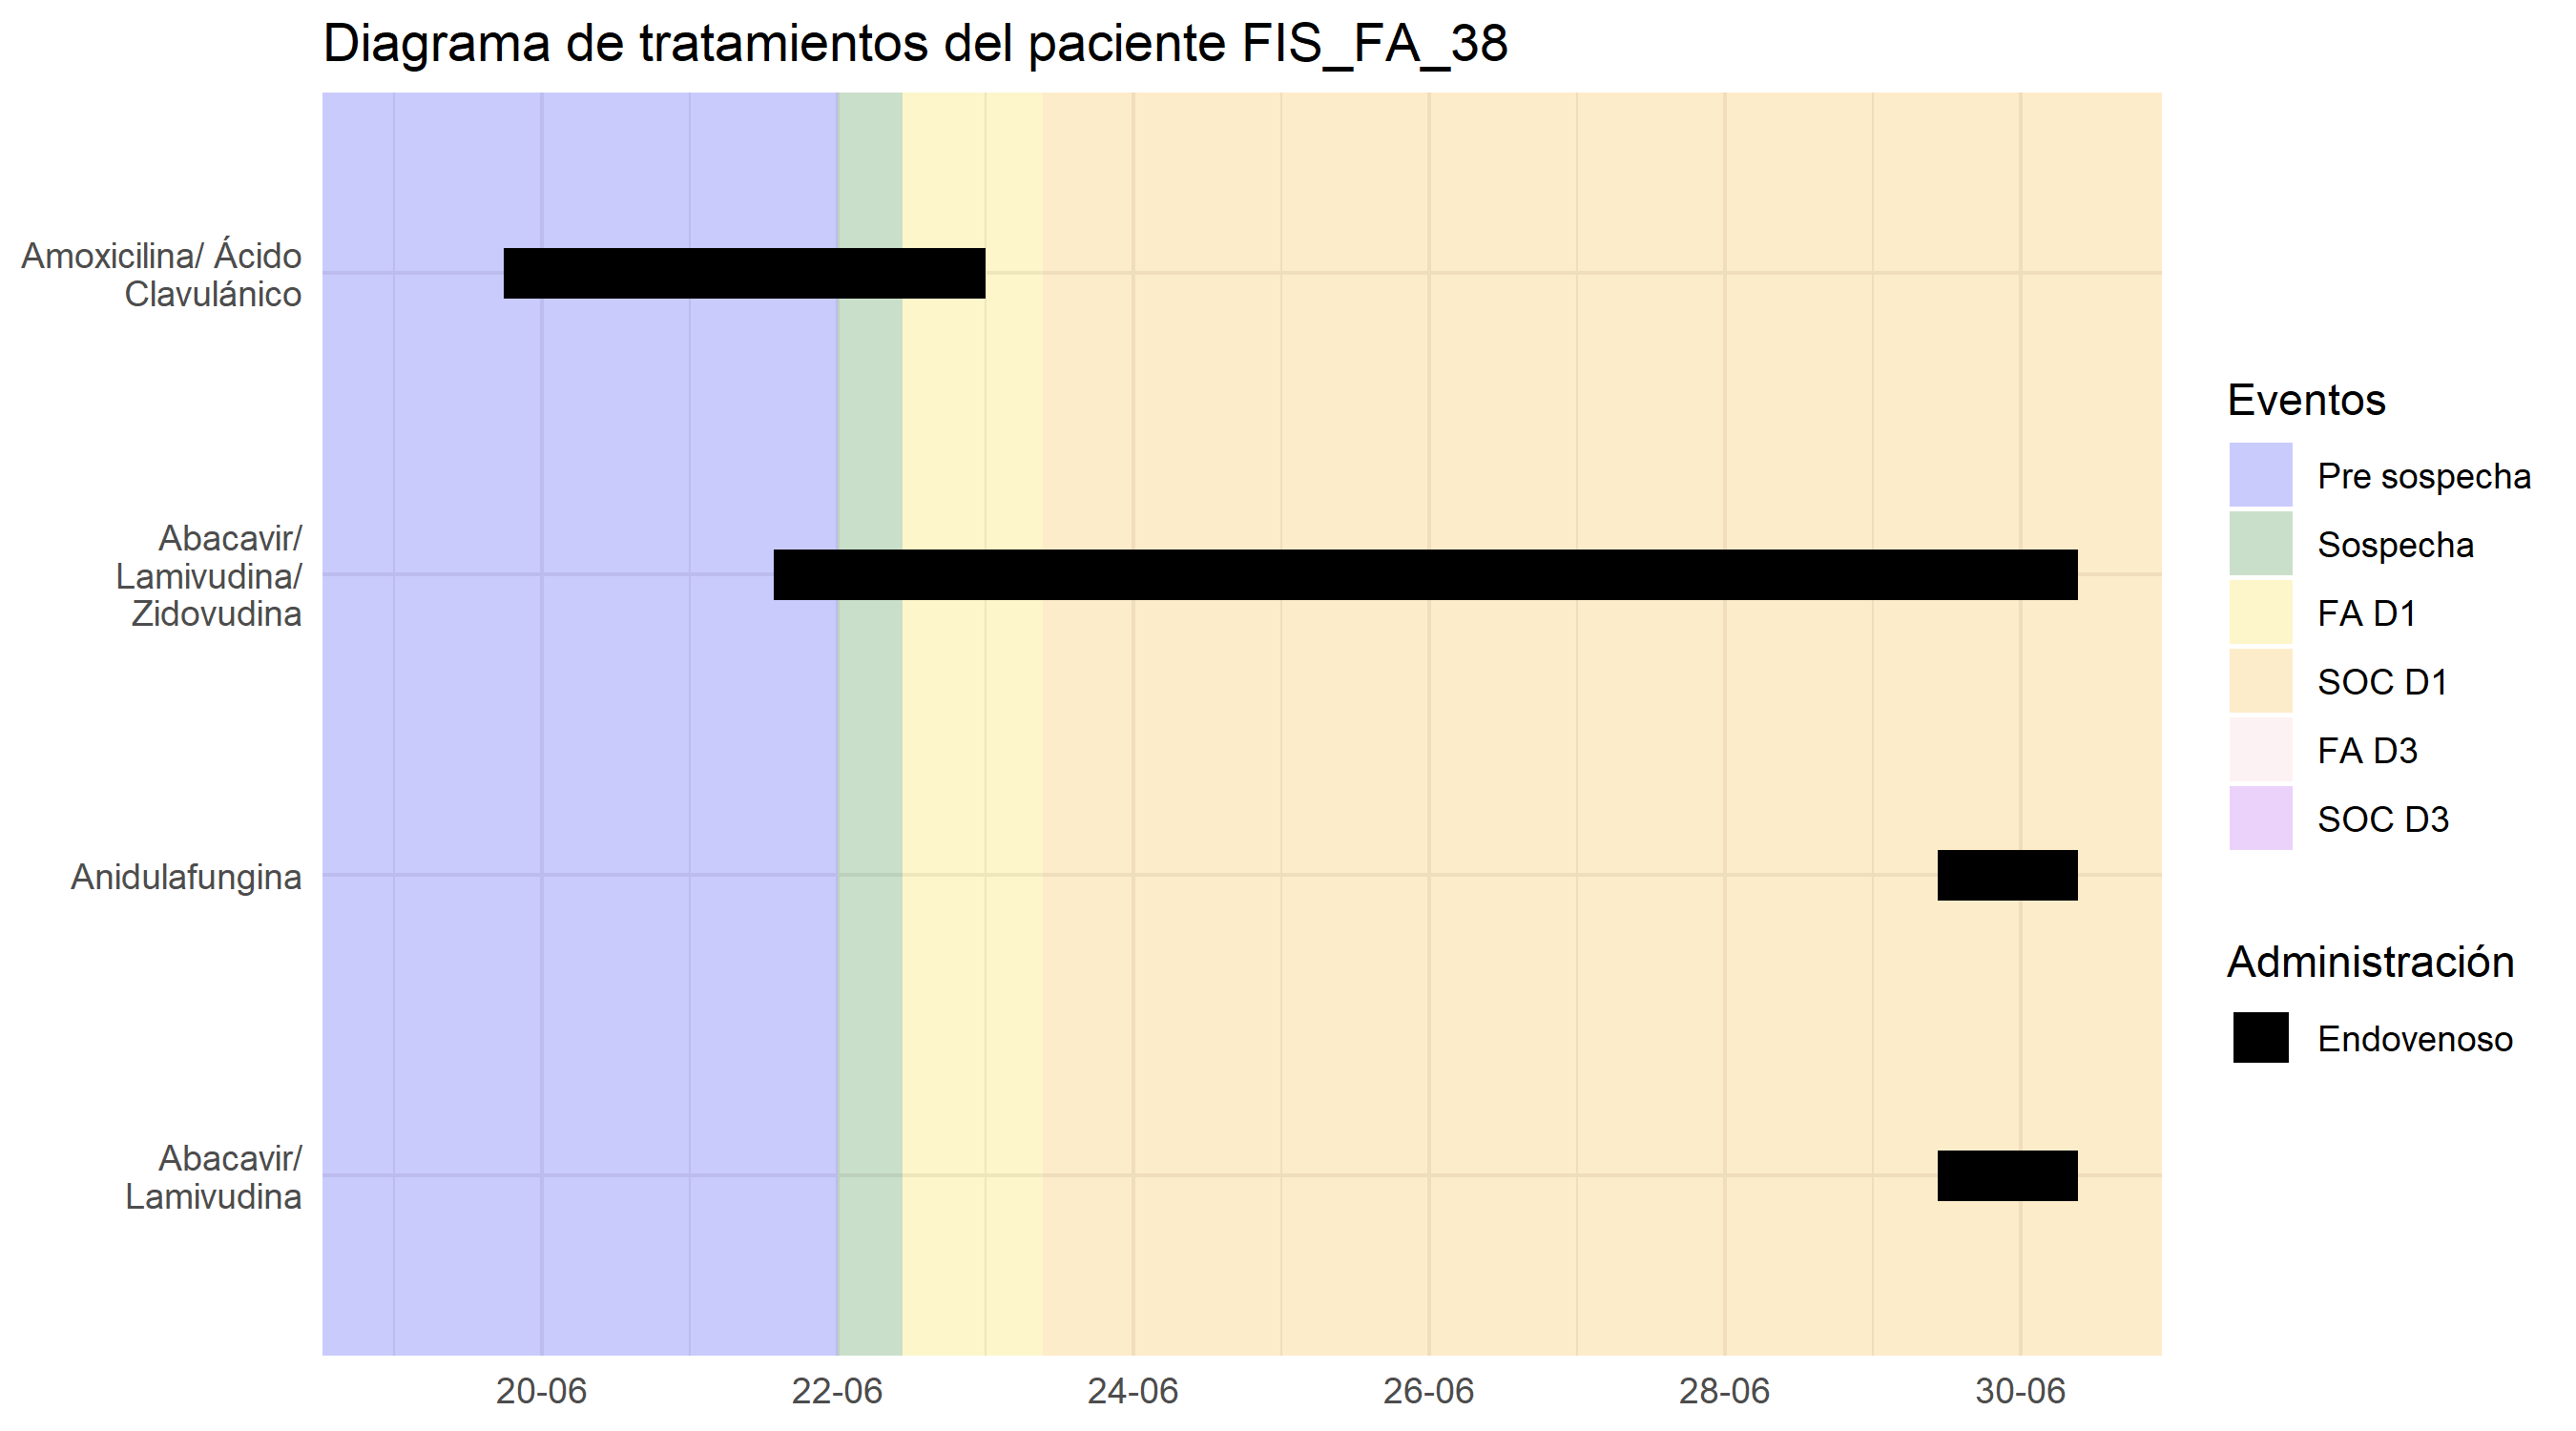 Diagrama de tratamientos del paciente FIS_FA_38
Amoxicilina/ Ácido
Clavulánico
Abacavir/
Lamivudina/
Zidovudina
Anidulafungina
Abacavir/
Lamivudina
20-06
22-06
24-06
26-06
28-06
30-06
Eventos
Pre sospecha
Sospecha
FA D1
SOC D1
FA D3
SOC D3
Administración
Endovenoso